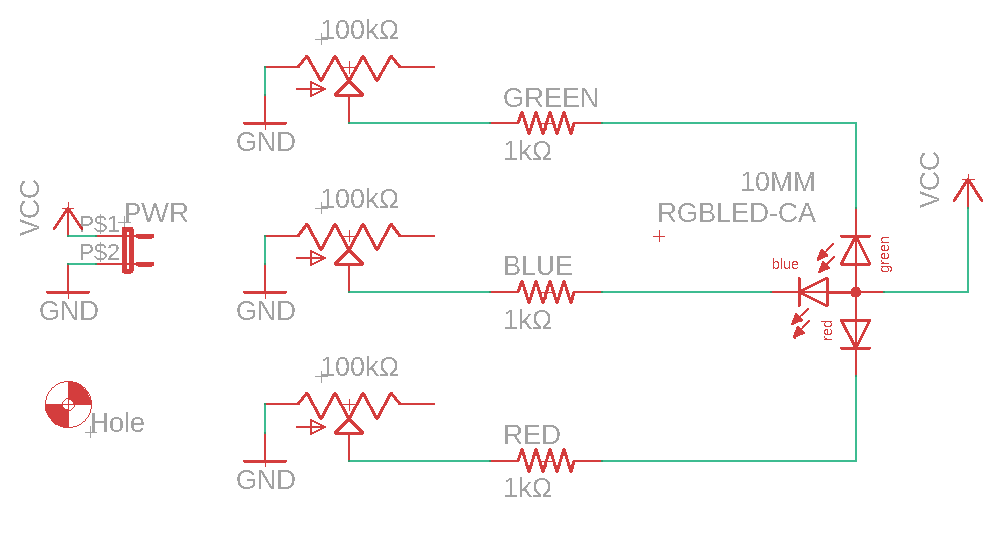 100kΩ
GREEN
1kΩ
GND
VCC
PWR
P$1
P$2
GND
Hole
100kΩ
BLUE
1kΩ
GND
10MM
RGBLED-CA
VCC
green
blue
red
100kΩ
RED
1kΩ
GND